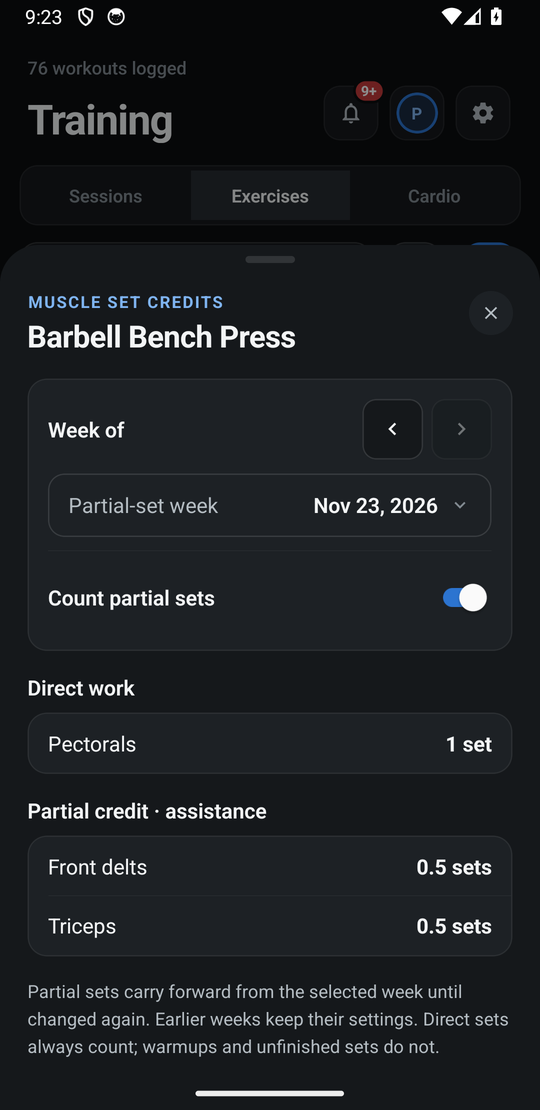 9:23
76 workouts logged
Training
9+
P
Sessions
Exercises
Cardio
MUSCLE SET CREDITS
Barbell Bench Press
Week of
Partial-set week
Nov 23, 2026
Count partial sets
Direct work
Pectorals
1 set
Partial credit · assistance
Front delts
0.5 sets
Triceps
0.5 sets
Partial sets carry forward from the selected week until
changed again. Earlier weeks keep their settings. Direct sets
always count; warmups and unfinished sets do not.